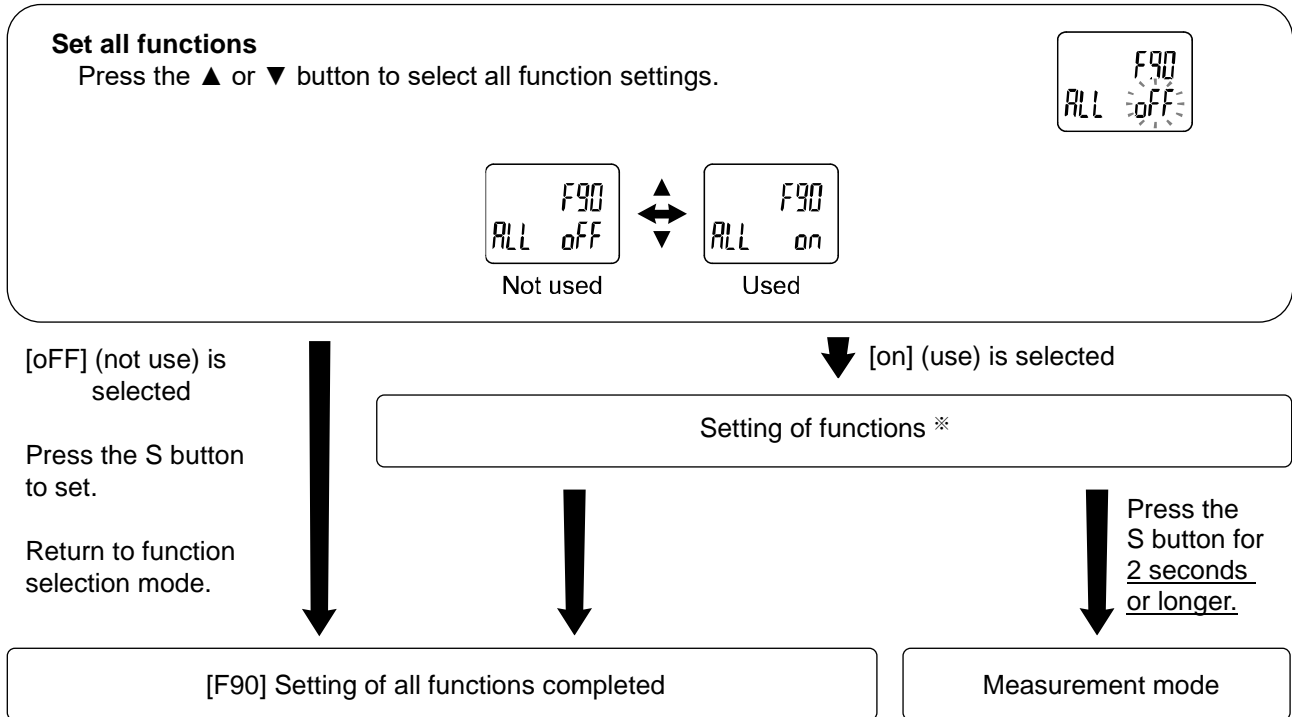 Set all functions
Press the ▲ or ▼ button to select all function settings.
F90
ALL oFF
F90
ALL oFF
▲
▼
F90
ALL on
Not used
Used
[oFF] (not use) is
selected
Press the S button
to set.
Return to function
selection mode.
[on] (use) is selected
Setting of functions ※
Press the
S button for
2 seconds
or longer.
[F90] Setting of all functions completed
Measurement mode